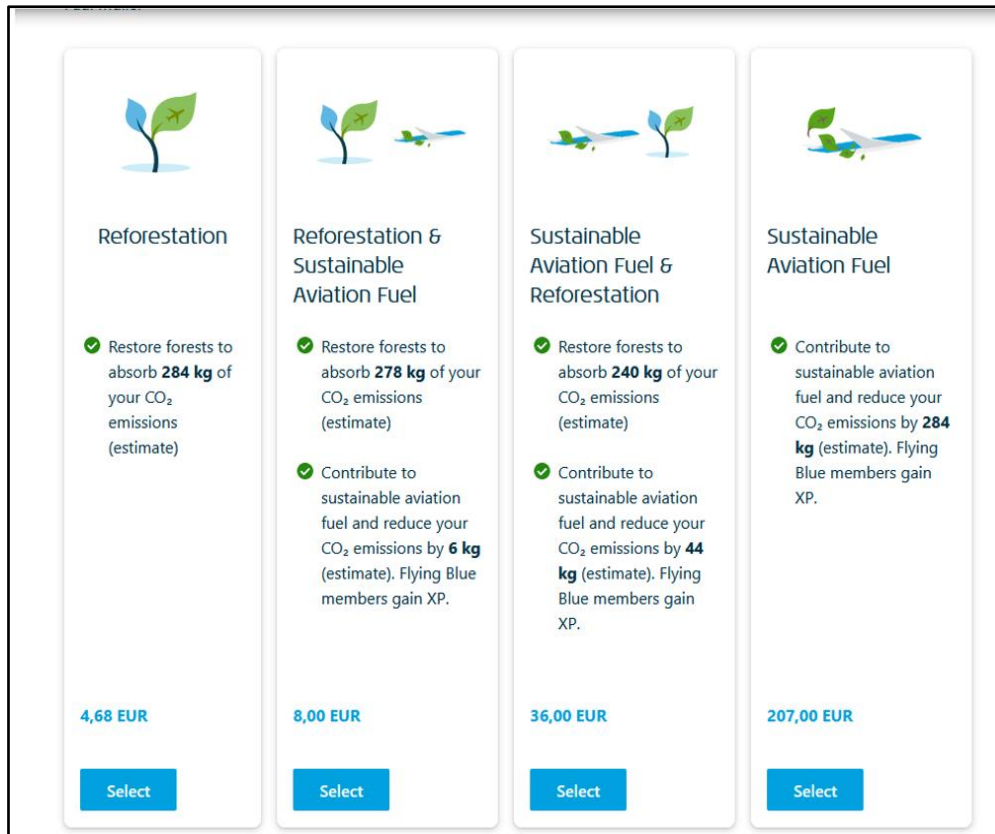 Reforestation
Restore forests to
absorb 284 kg of
your CO₂
emissions
(estimate)
4,68 EUR
Select
Reforestation &
Sustainable
Aviation Fuel
Restore forests to
absorb 278 kg of your
CO₂ emissions
(estimate)
Contribute to
sustainable aviation
fuel and reduce your
CO₂ emissions by 6 kg
(estimate). Flying Blue
members gain XP.
8,00 EUR
Select
Sustainable
Aviation Fuel &
Reforestation
Restore forests to
absorb 240 kg of your
CO₂ emissions
(estimate)
Contribute to
sustainable aviation
fuel and reduce your
CO₂ emissions by 44
kg (estimate). Flying
Blue members gain
XP.
36,00 EUR
Select
Sustainable
Aviation Fuel
Contribute to
sustainable aviation
fuel and reduce your
CO₂ emissions by 284
kg (estimate). Flying
Blue members gain
XP.
207,00 EUR
Select